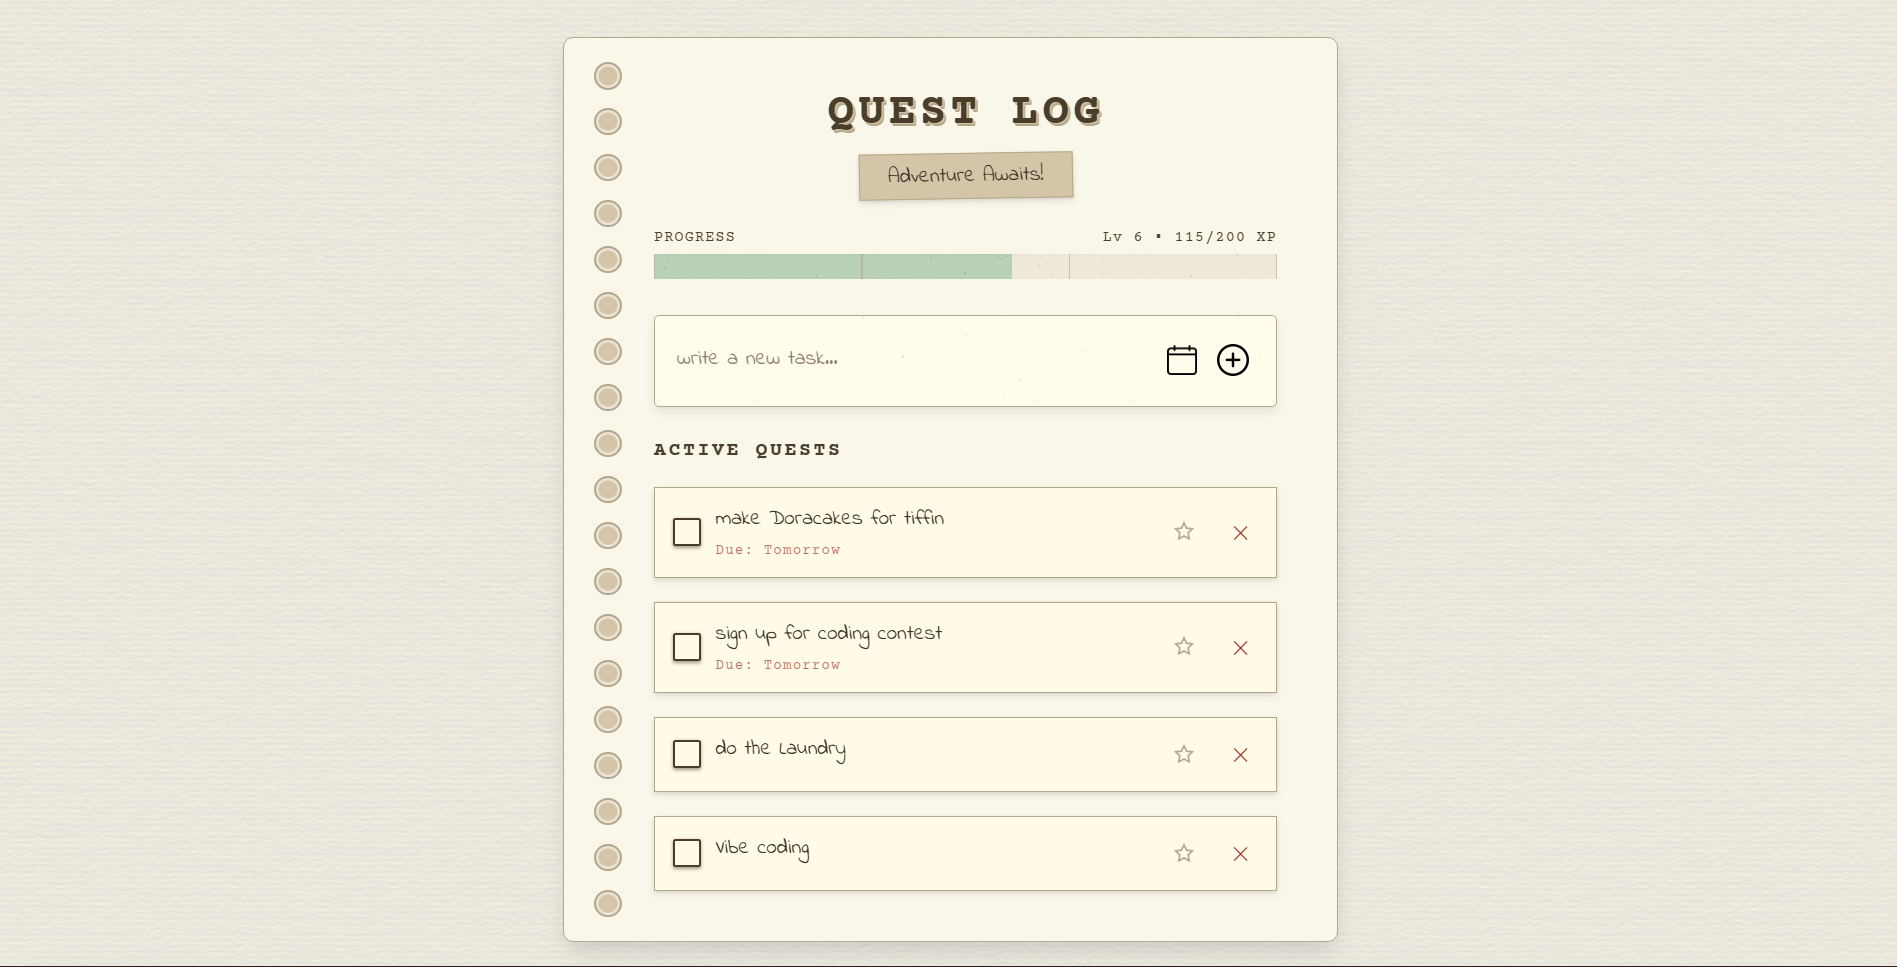 QUEST LOG
Adventure Awaits!
PROGRESS
Lv 6 • 115/200 XP
write a new task...
ACTIVE QUESTS
make Doracakes for tiffin
Due: Tomorrow
sign up for coding contest
Due: Tomorrow
do the Laundry
Vibe coding